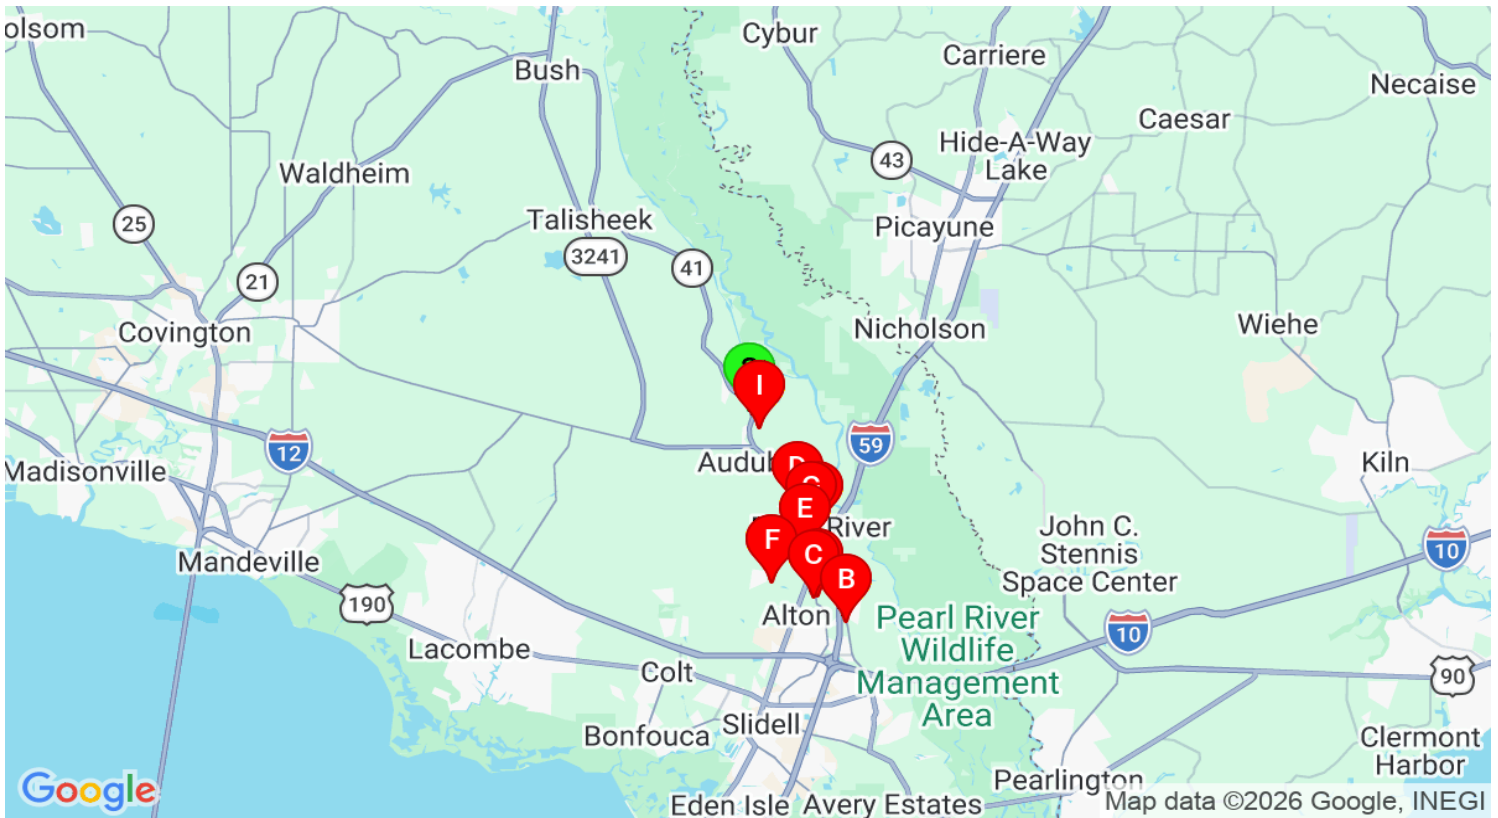 olsom
Cybur
Carriere
Bush
Necaise
Caesar
Hide-A-Way
Lake
43
Waldheim
Talisheek
25
Picayune
3241
41
21
Covington
Nicholson
Wiehe
I
59
12
Madisonville
D
Kiln
E
River
F
C
B
John C.
Stennis
Space Center
10
Mandeville
190
Alton
Pearl River
Wildlife
Management
Area
10
Lacombe
Colt
90
Slidell
Bonfouca
Clermont
Harbor
Pearlington
Google
Eden Isle
Avery Estates
Map data ©2026 Google, INEGI